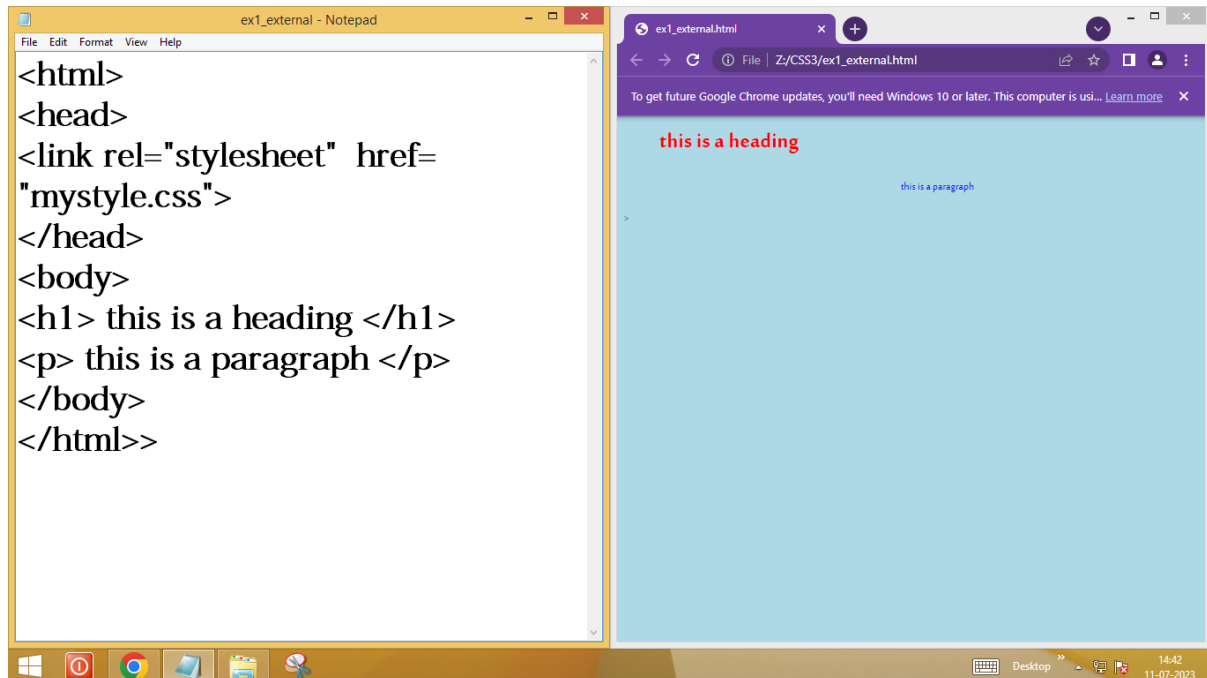 ex1_external - Notepad
File Edit Format View Help
<html>
<head>
<link rel="stylesheet"  href=
"mystyle.css">
</head>
<body>
<h1> this is a heading </h1>
<p> this is a paragraph </p>
</body>
</html>>
ex1_external.html
File | Z:/CSS3/ex1_external.html
To get future Google Chrome updates, you'll need Windows 10 or later. This computer is usi... Learn more
this is a heading
this is a paragraph
>
Desktop
14:42
11-07-2023